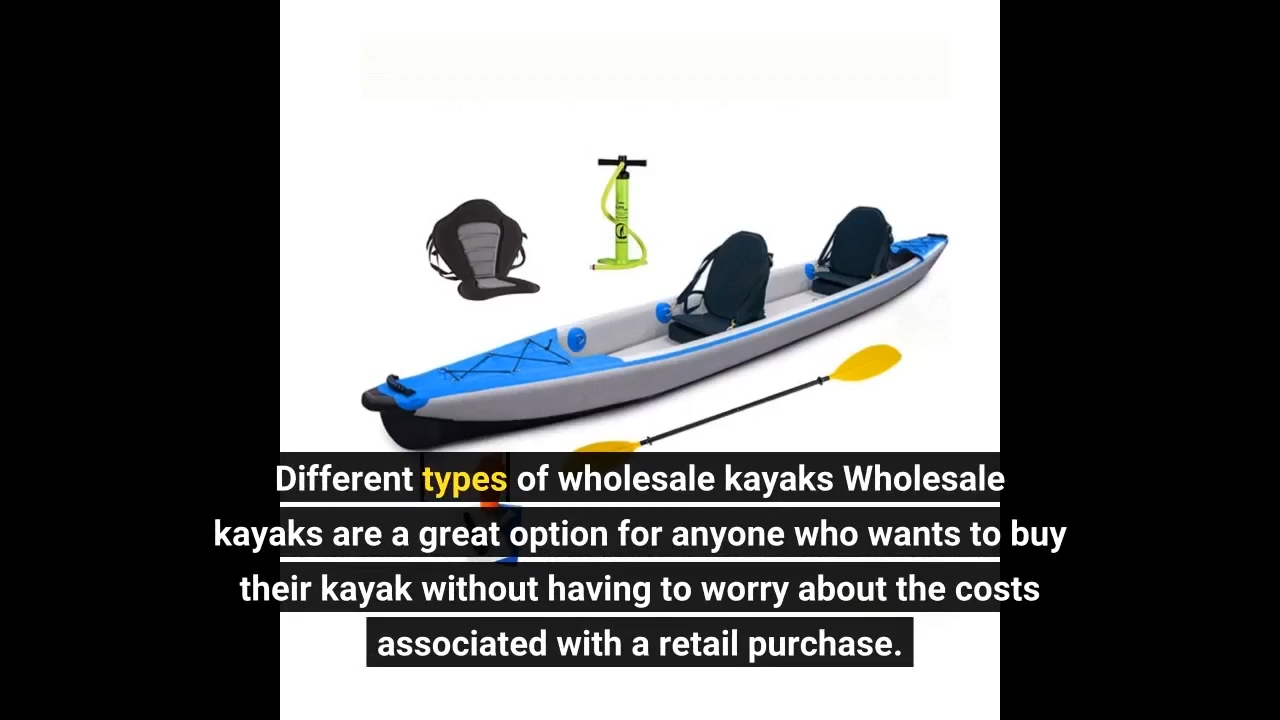 Different types of wholesale kayaks Wholesale
kayaks are a great option for anyone who wants to buy
their kayak without having to worry about the costs
associated with a retail purchase.